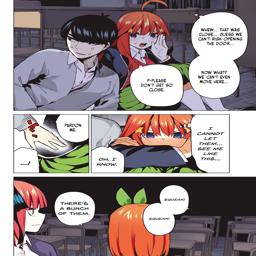 WHEW... THAT WAS
CLOSE... GUESS WE
CAN'T RISK OPENING
THE DOOR...
NOW WHAT?
WE CAN'T EVEN
MOVE HERE...
P-PLEASE
DON'T GET SO
CLOSE.
PARDON
ME.
I
CANNOT
LET
THEM...
SEE ME
LIKE
THIS...
OH, I
KNOW.
...!
THERE'S
A BUNCH OF
THEM.
SQUEAK!
SQUEAK!